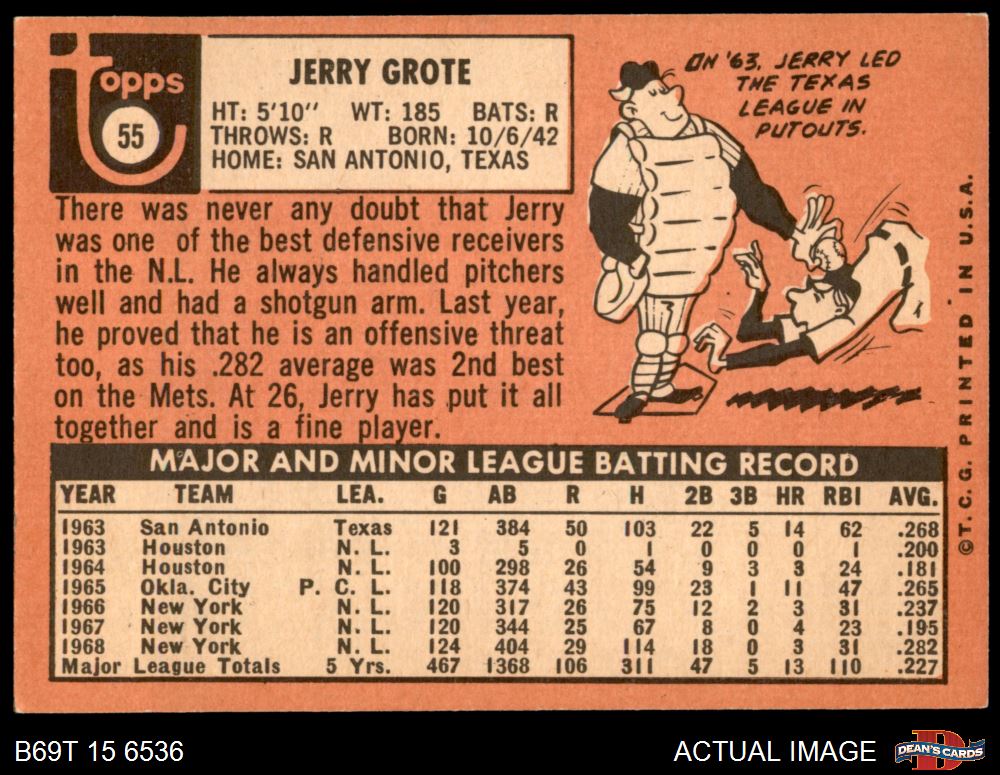 topps
55
JERRY GROTE
HT: 5'10" WT: 185 BATS: R
THROWS: R BORN: 10/6/42
HOME: SAN ANTONIO, TEXAS
There was never any doubt that Jerry
was one of the best defensive receivers
in the N.L. He always handled pitchers
well and had a shotgun arm. Last year,
he proved that he is an offensive threat
too, as his .282 average was 2nd best
on the Mets. At 26, Jerry has put it all
together and is a fine player.
IN '63, JERRY LED
THE TEXAS
LEAGUE IN
PUTOUTS.
MAJOR AND MINOR LEAGUE BATTING RECORD
YEAR TEAM LEA. G AB R H 2B 3B HR RBI AVG.
1963 San Antonio Texas 121 384 50 103 22 5 14 62 .268
1963 Houston N. L. 3 5 0 1 0 0 0 1 .200
1964 Houston N. L. 100 298 26 54 9 3 3 24 .181
1965 Okla. City P. C. L. 118 374 43 99 23 1 11 47 .265
1966 New York N. L. 120 317 26 75 12 2 3 31 .237
1967 New York N. L. 120 344 25 67 8 0 4 23 .195
1968 New York N. L. 124 404 29 114 18 0 3 31 .282
Major League Totals 5 Yrs. 467 1368 106 311 47 5 13 110 .227
©T. C. G. PRINTED IN U.S.A.
B69T 15 6536
ACTUAL IMAGE
D
DEAN'S CARDS